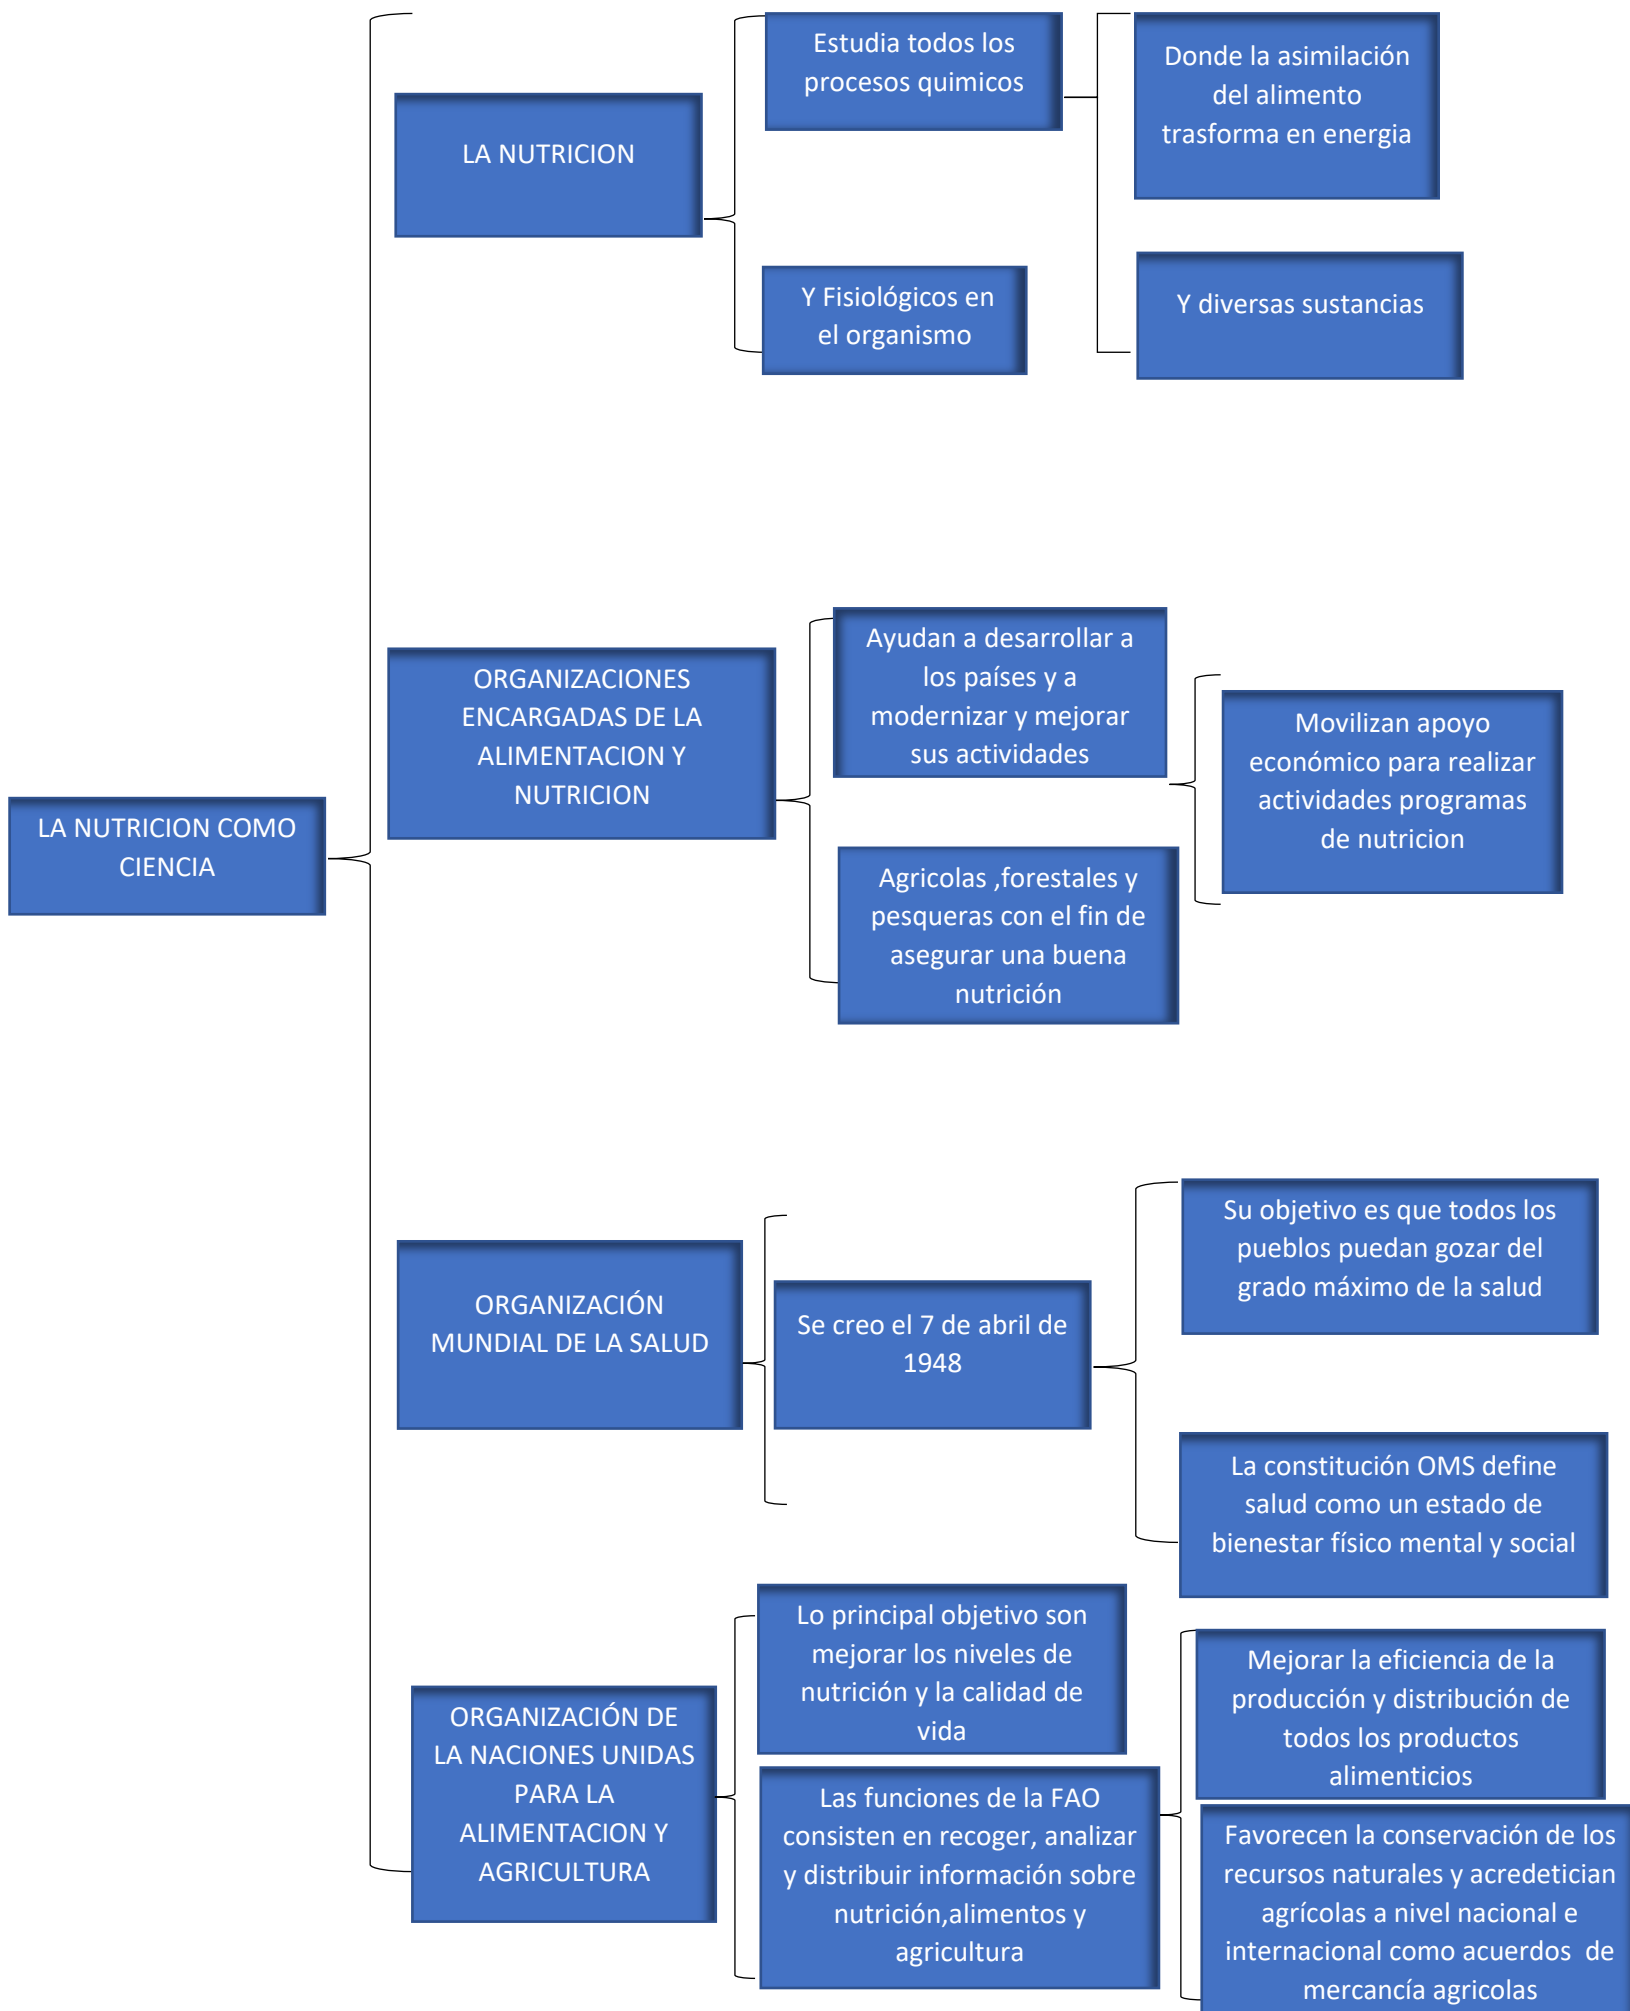 LA NUTRICION COMO
CIENCIA
LA NUTRICION
Estudia todos los
procesos quimicos
Y Fisiológicos en
el organismo
Donde la asimilación
del alimento
trasforma en energia
Y diversas sustancias
ORGANIZACIONES
ENCARGADAS DE LA
ALIMENTACION Y
NUTRICION
Ayudan a desarrollar a
los países y a
modernizar y mejorar
sus actividades
Agricolas ,forestales y
pesqueras con el fin de
asegurar una buena
nutrición
Movilizan apoyo
económico para realizar
actividades programas
de nutricion
ORGANIZACIÓN
MUNDIAL DE LA SALUD
Se creo el 7 de abril de
1948
Su objetivo es que todos los
pueblos puedan gozar del
grado máximo de la salud
La constitución OMS define
salud como un estado de
bienestar físico mental y social
ORGANIZACIÓN DE
LA NACIONES UNIDAS
PARA LA
ALIMENTACION Y
AGRICULTURA
Lo principal objetivo son
mejorar los niveles de
nutrición y la calidad de
vida
Las funciones de la FAO
consisten en recoger, analizar
y distribuir información sobre
nutrición,alimentos y
agricultura
Mejorar la eficiencia de la
producción y distribución de
todos los productos
alimenticios
Favorecen la conservación de los
recursos naturales y acredetician
agrícolas a nivel nacional e
internacional como acuerdos  de
mercancía agricolas